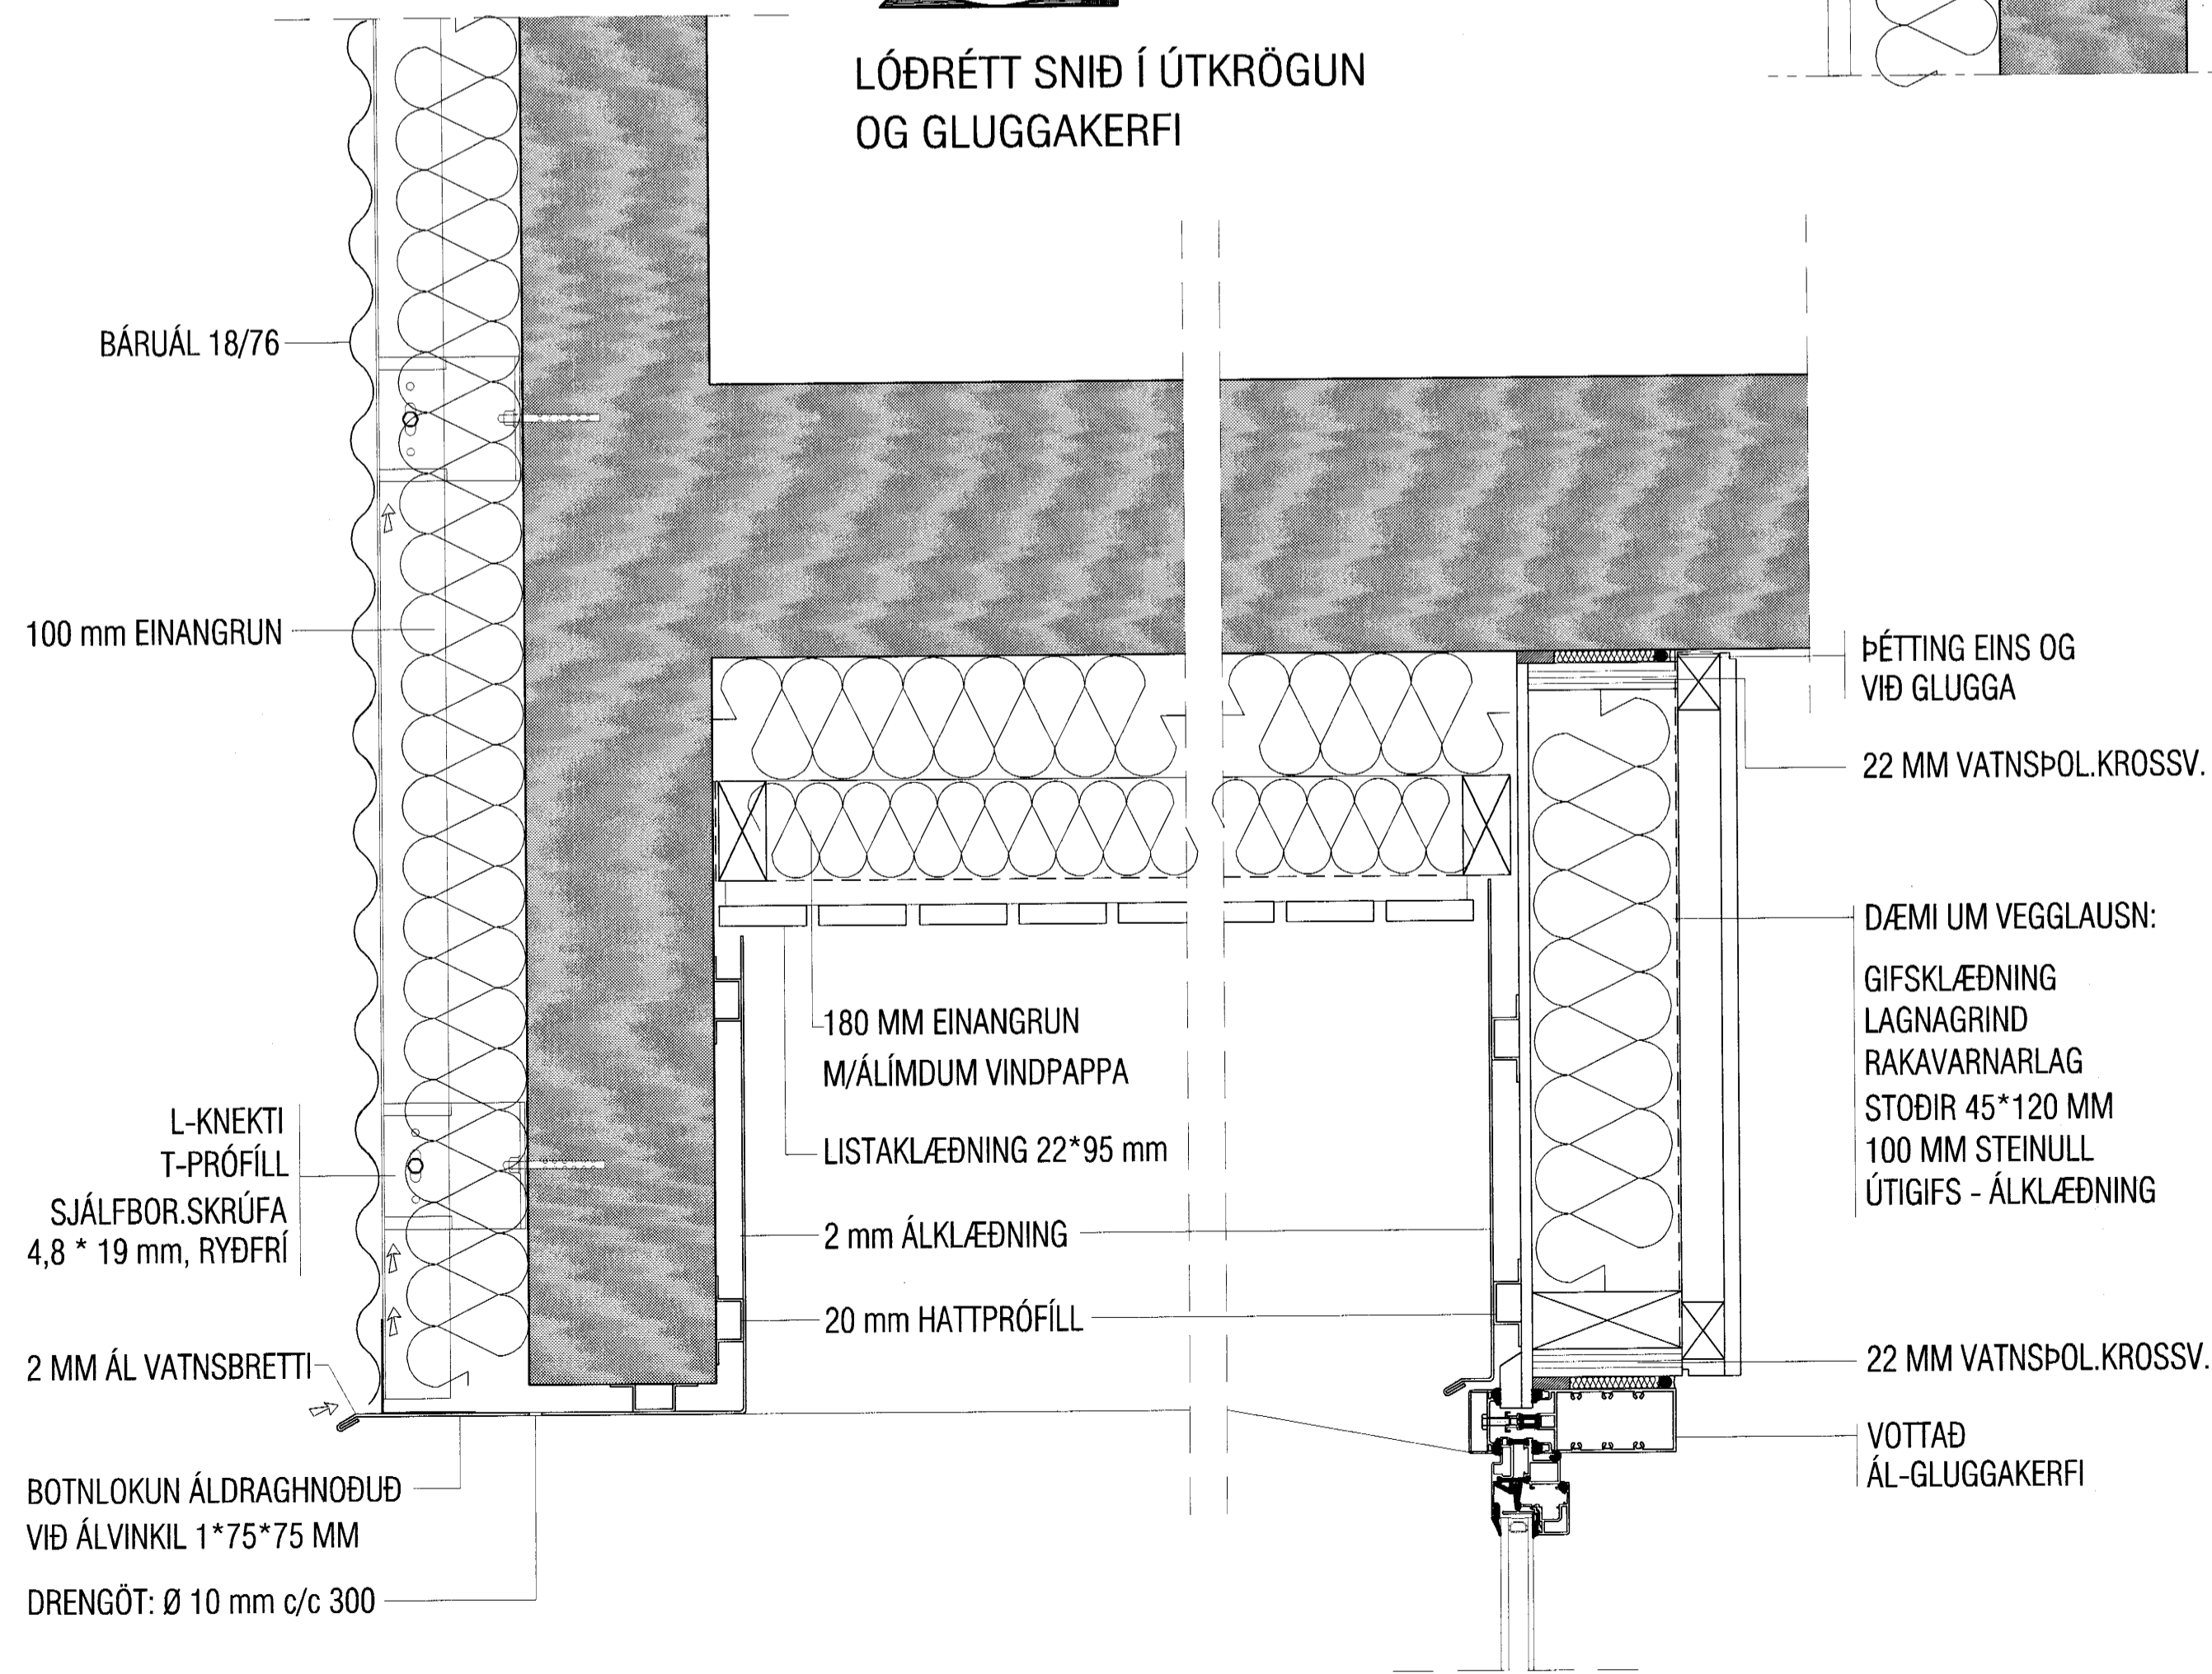 LÓÐRÉTT SNIÐ Í ÚTKRÖGUN
OG GLUGGAKERFI
BÁRUÁL 18/76
100 mm EINANGRUN
L-KNEKTI
T-PRÓFÍLL
SJÁLFBOR.SKRÚFA
4,8 * 19 mm, RYÐFRÍ
2 MM ÁL VATNSBRETTI
BOTNLOKUN ÁLDRAGHNOÐUÐ
VIÐ ÁLVINKIL 1*75*75 MM
DRENGÖT: Ø 10 mm c/c 300
180 MM EINANGRUN
M/ÁLÍMDUM VINDPAPPA
LISTAKLÆÐNING 22*95 mm
2 mm ÁLKLÆÐNING
20 mm HATTPRÓFÍLL
ÞÉTTING EINS OG
VIÐ GLUGGA
22 MM VATNSÞOL.KROSSV.
DÆMI UM VEGGLAUSN:
GIFSKLÆÐNING
LAGNAGRIND
RAKAVARNARLAG
STOÐIR 45*120 MM
100 MM STEINULL
ÚTIGIFS - ÁLKLÆÐNING
22 MM VATNSÞOL.KROSSV.
VOTTAÐ
ÁL-GLUGGAKERFI